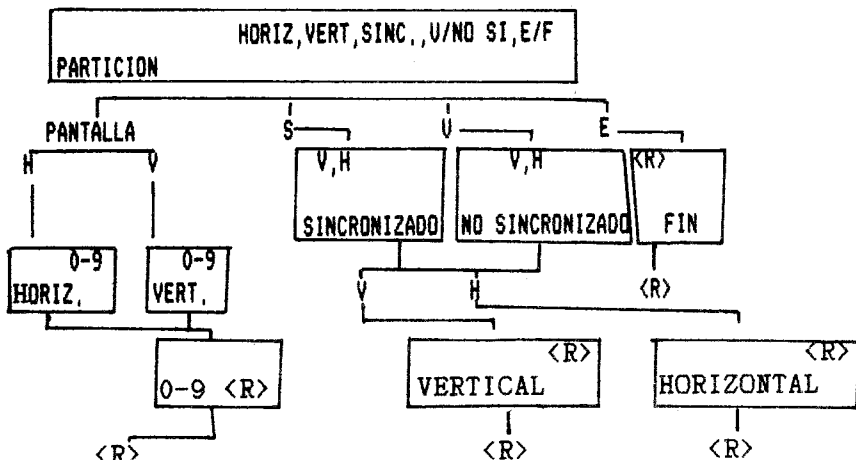 HORIZ,VERT,SINC.,U/NO SI,E/F
PARTICION
PANTALLA S U E
H V
V,H V,H <R>
SINCRONIZADO NO SINCRONIZADO FIN
0-9 0-9
HORIZ, VERT,
V H <R>
<R> <R>
0-9 <R> VERTICAL HORIZONTAL
<R> <R> <R>